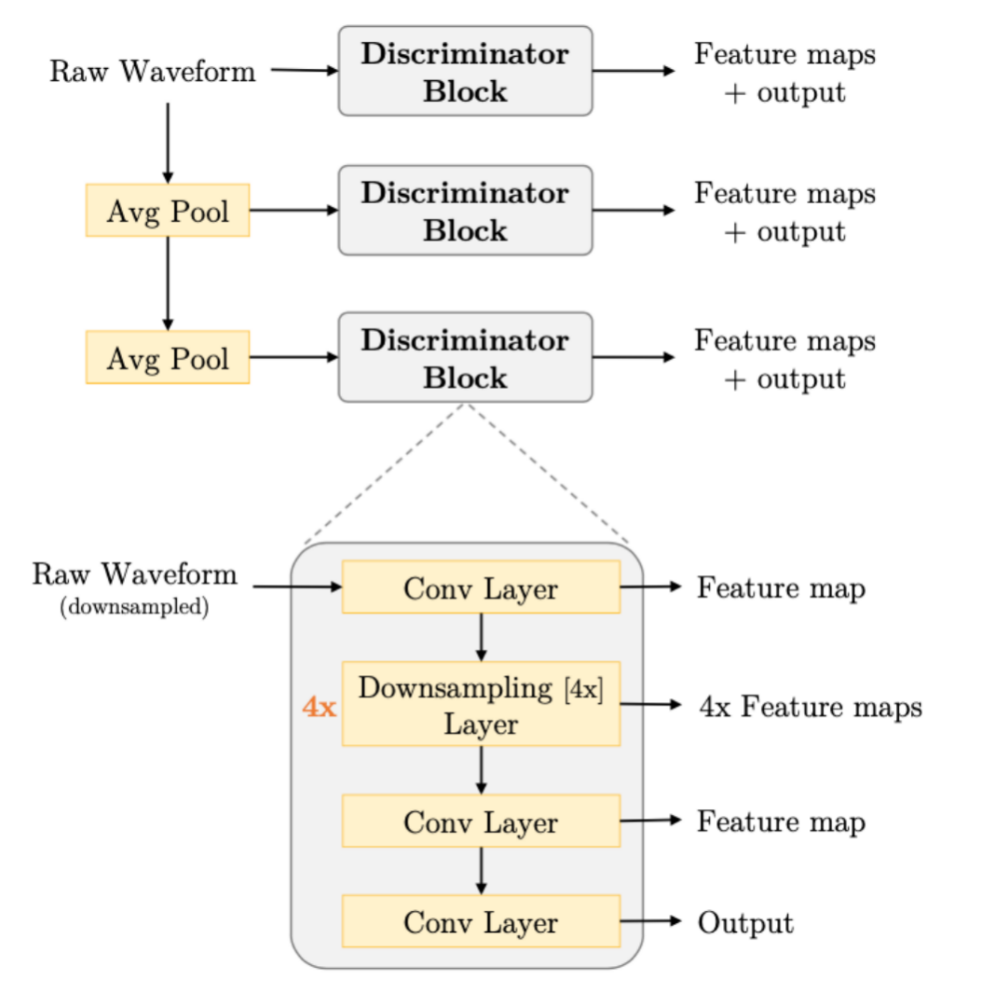 Raw Waveform
Discriminator
Block
Feature maps
+ output
Avg Pool
Discriminator
Block
Feature maps
+ output
Avg Pool
Discriminator
Block
Feature maps
+ output
Raw Waveform
(downsampled)
Conv Layer
Feature map
4x
Downsampling [4x]
Layer
4x Feature maps
Conv Layer
Feature map
Conv Layer
Output